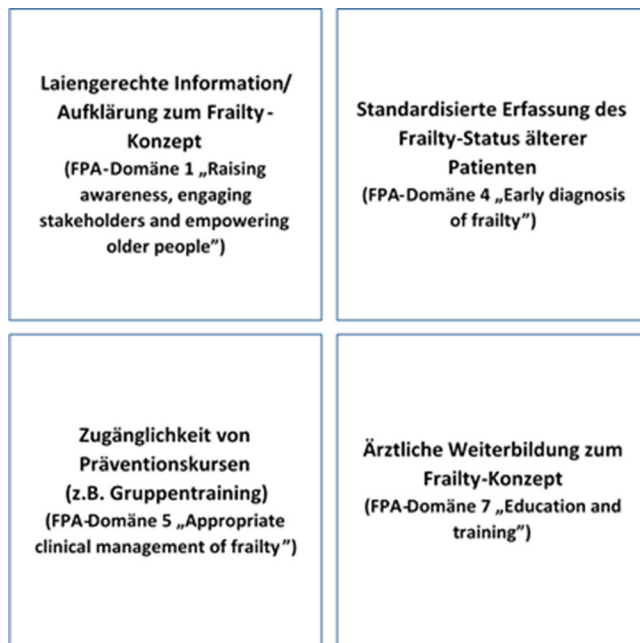 Laiengerechte Information/
Aufklärung zum Frailty-
Konzept
(FPA-Domäne 1 „Raising
awareness, engaging
stakeholders and empowering
older people”)
Standardisierte Erfassung des
Frailty-Status älterer
Patienten
(FPA-Domäne 4 „Early diagnosis
of frailty”)
Zugänglichkeit von
Präventionskursen
(z.B. Gruppentraining)
(FPA-Domäne 5 „Appropriate
clinical management of frailty”)
Ärztliche Weiterbildung zum
Frailty-Konzept
(FPA-Domäne 7 „Education and
training”)